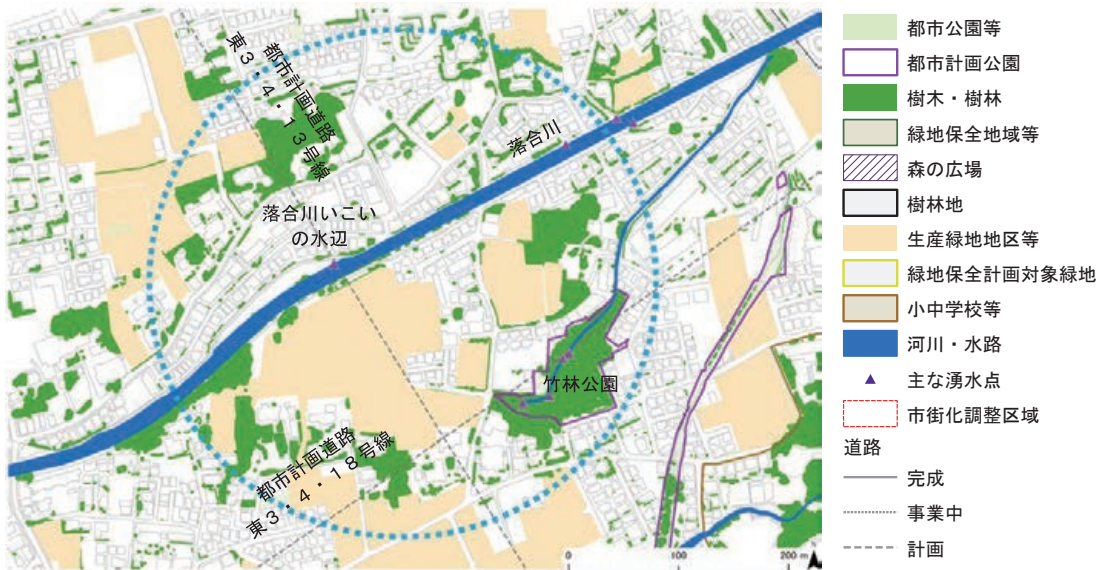 都市計画道路
東3・4・13号線
落合川
落合川いこい
の水辺
竹林公園
都市計画道路
東3・4・18号線
0 100 200 m
都市公園等
都市計画公園
樹木・樹林
緑地保全地域等
森の広場
樹林地
生産緑地地区等
緑地保全計画対象緑地
小中学校等
河川・水路
主な湧水点
市街化調整区域
道路
完成
事業中
計画